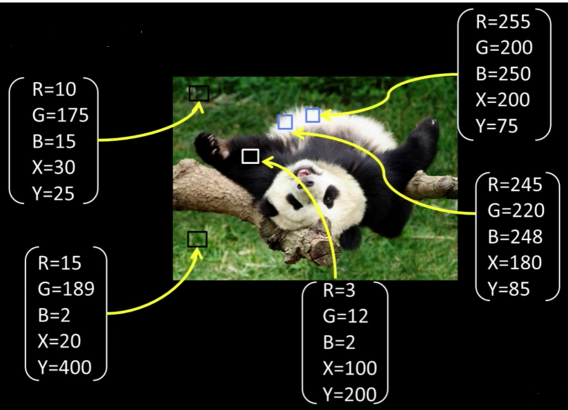 R=255
G=200
B=250
X=200
Y=75
R=10
G=175
B=15
X=30
Y=25
R=245
G=220
B=248
X=180
Y=85
R=15
G=189
B=2
X=20
Y=400
R=3
G=12
B=2
X=100
Y=200